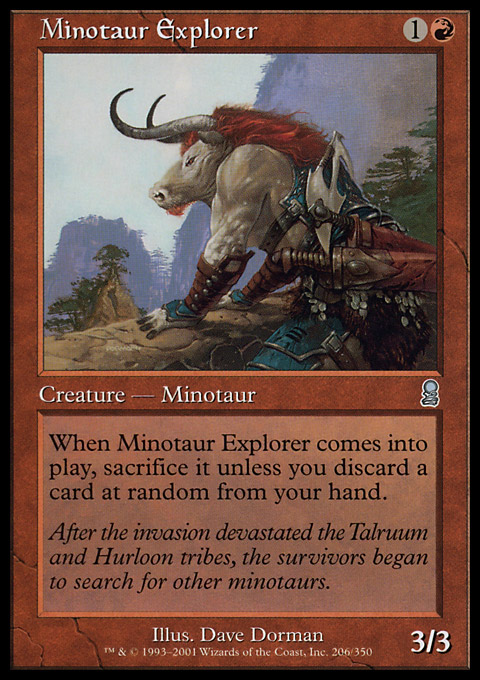 Minotaur Explorer 1
Creature — Minotaur
When Minotaur Explorer comes into
play, sacrifice it unless you discard a
card at random from your hand.
After the invasion devastated the Talruum
and Hurloon tribes, the survivors began
to search for other minotaurs.
Illus. Dave Dorman
™ & © 1993–2001 Wizards of the Coast, Inc. 206/350
3/3